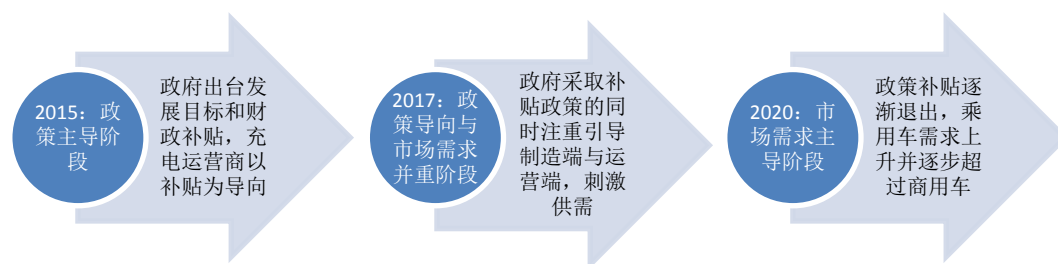 2015：政
策主导阶
段
政府出台发
展目标和财
政补贴，充
电运营商以
补贴为导向
2017：政
策导向与
市场需求
并重阶段
政府采取补
贴政策的同
时注重引导
制造端与运
营端，刺激
供需
2020：市
场需求主
导阶段
政策补贴逐
渐退出，乘
用车需求上
升并逐步超
过商用车